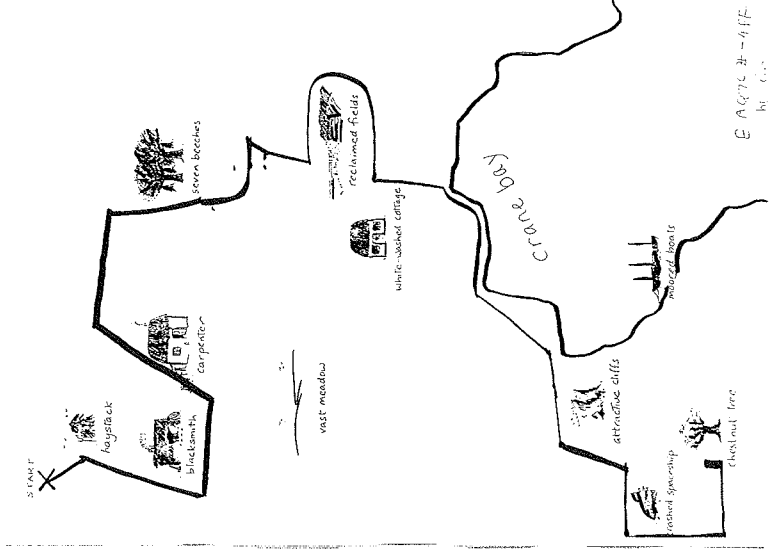 START
haystack
blacksmith
carpenter
seven beeches
vast meadow
reclaimed fields
white-washed cottage
crane bay
moored boats
attractive cliffs
crashed spaceship
chestnut tree